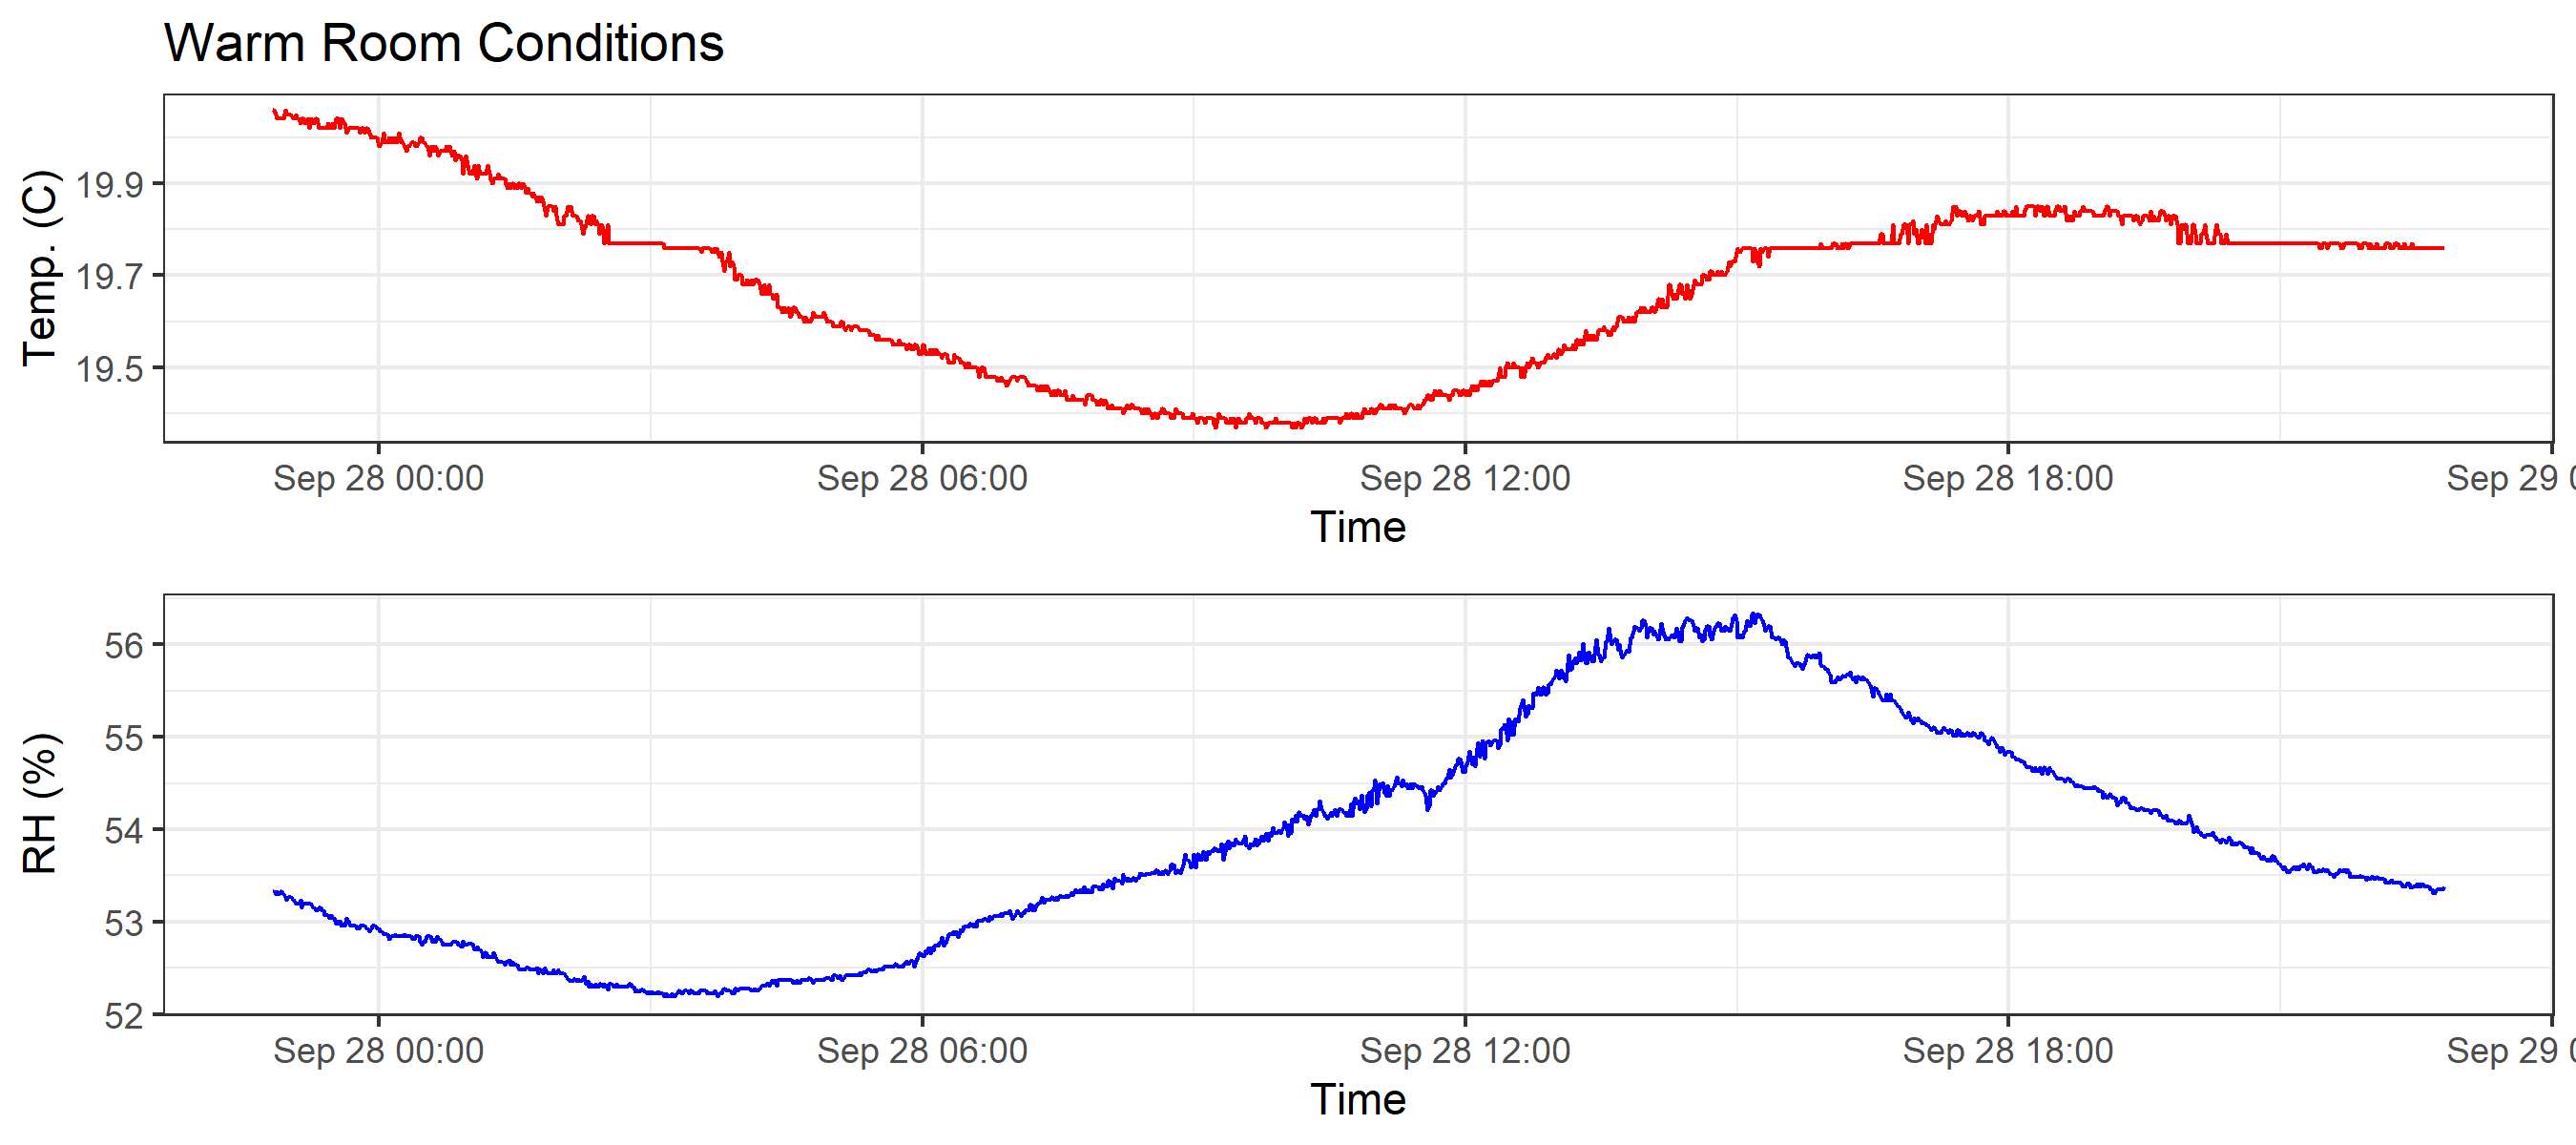 Warm Room Conditions
Temp. (C)
19.9
19.7
19.5
Sep 28 00:00 Sep 28 06:00 Sep 28 12:00 Sep 28 18:00 Sep 29 0
Time
RH (%)
56
55
54
53
52
Sep 28 00:00 Sep 28 06:00 Sep 28 12:00 Sep 28 18:00 Sep 29 0
Time